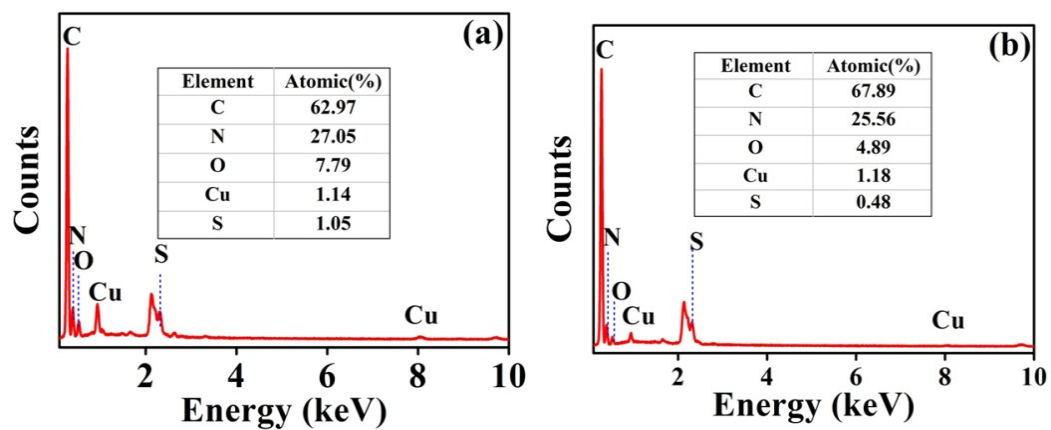 (a)
C
Element Atomic(%)
C 62.97
N 27.05
O 7.79
Cu 1.14
S 1.05
N
O
Cu
S
Cu
Counts
2 4 6 8 10
Energy (keV)
(b)
C
Element Atomic(%)
C 67.89
N 25.56
O 4.89
Cu 1.18
S 0.48
N
O
Cu
S
Cu
Counts
2 4 6 8 10
Energy (keV)